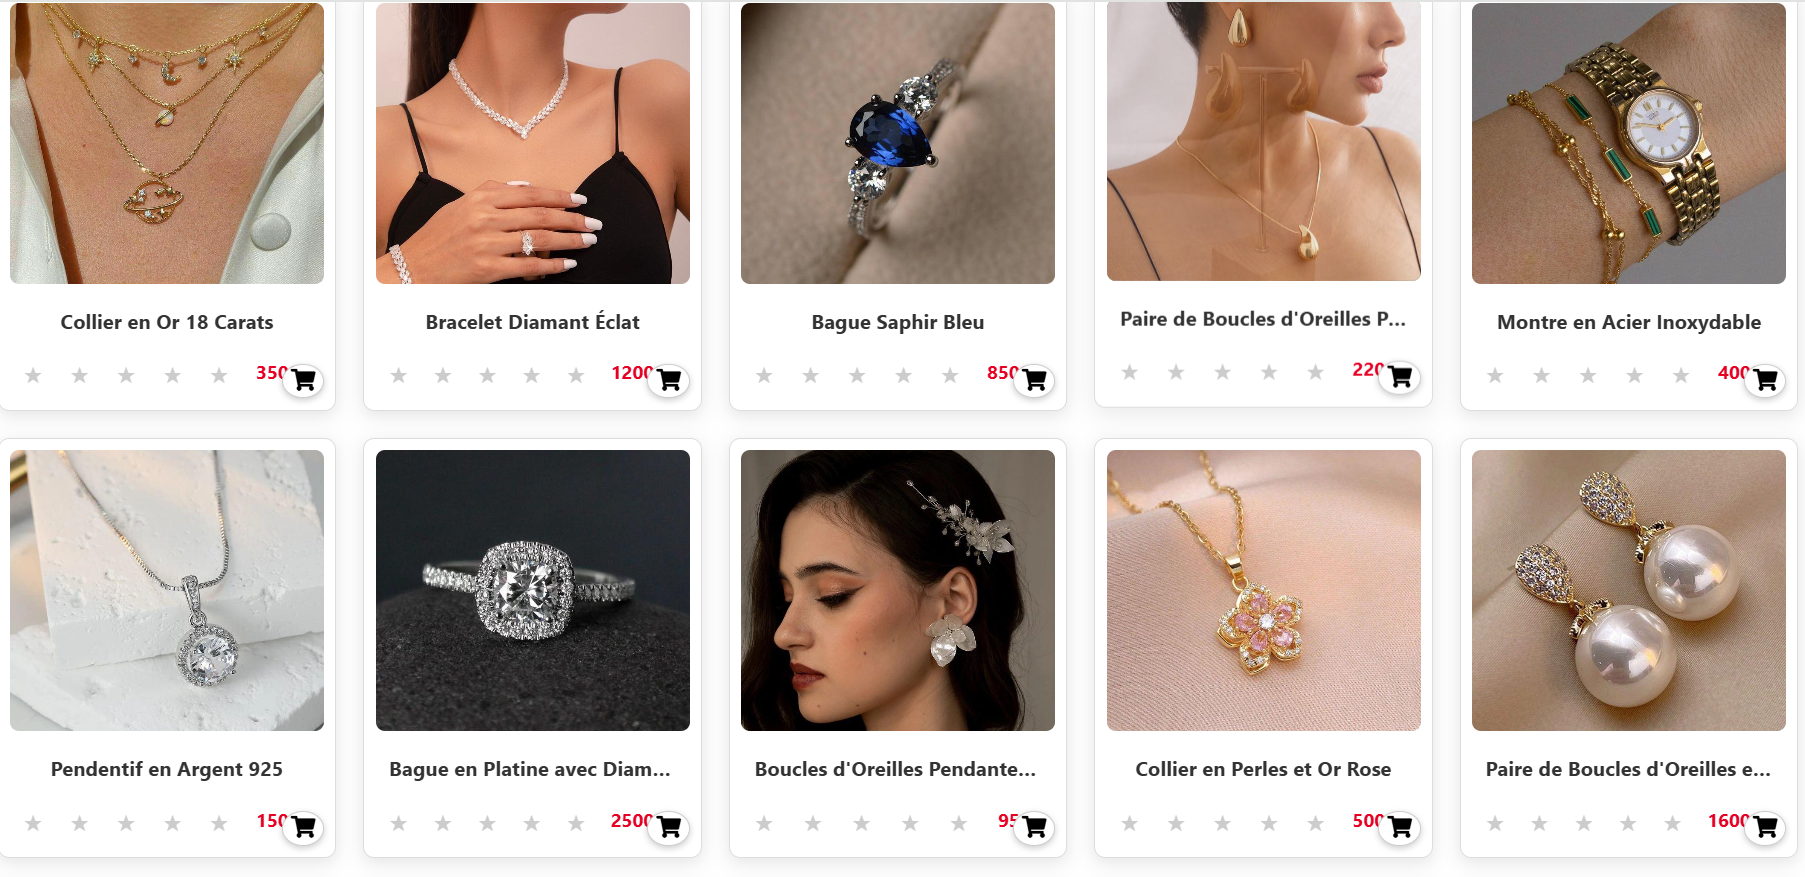 Collier en Or 18 Carats
350
Bracelet Diamant Éclat
1200
Bague Saphir Bleu
850
Paire de Boucles d'Oreilles P...
220
Montre en Acier Inoxydable
400
Pendentif en Argent 925
150
Bague en Platine avec Diam...
2500
Boucles d'Oreilles Pendante...
95
Collier en Perles et Or Rose
500
Paire de Boucles d'Oreilles e...
1600